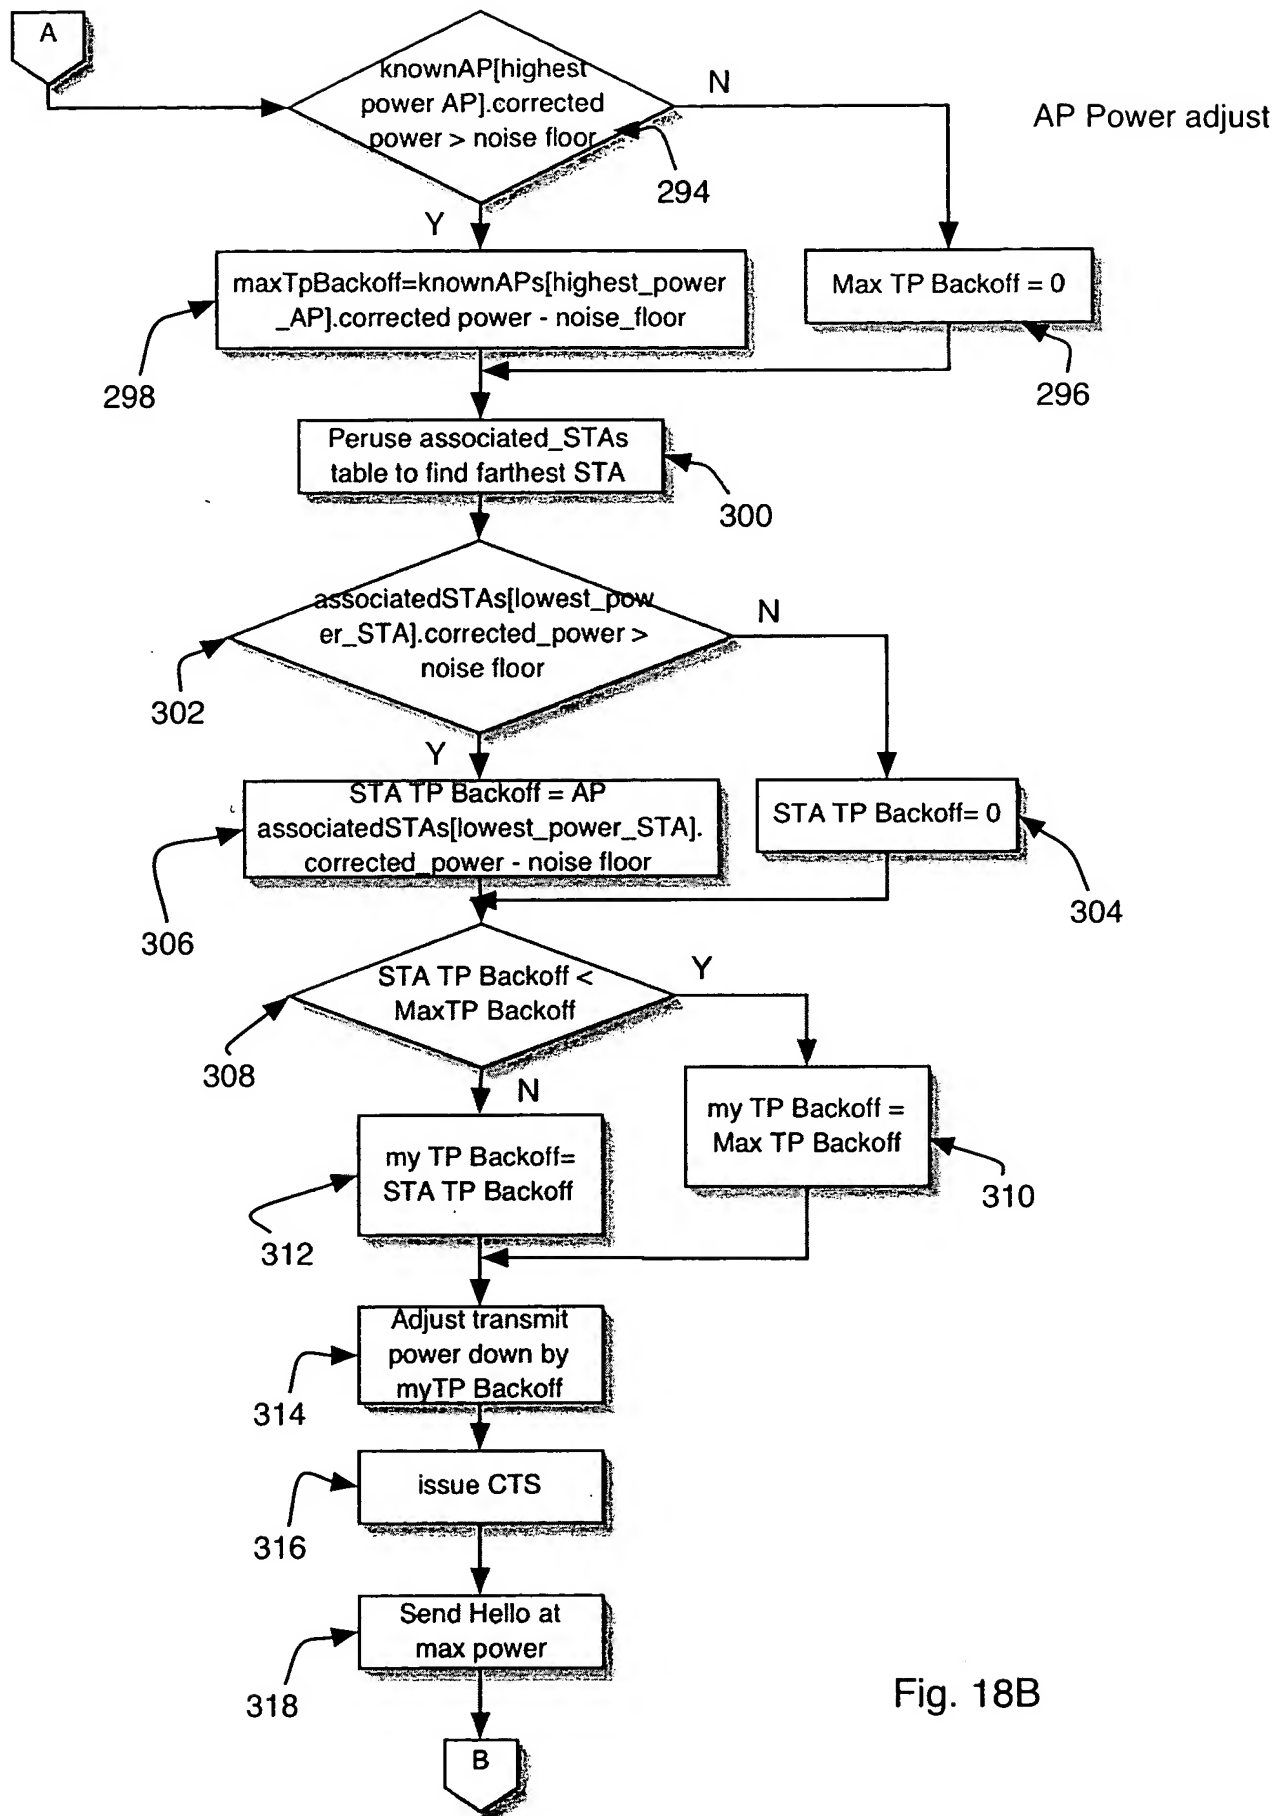 A
knownAP[highest
power AP].corrected
power > noise floor
N
AP Power adjust
294
Y
maxTpBackoff=knownAPs[highest_power
_AP].corrected power - noise_floor
Max TP Backoff = 0
298
296
Peruse associated_STAs
table to find farthest STA
300
associatedSTAs[lowest_pow
er_STA].corrected_power >
noise floor
N
302
Y
STA TP Backoff = AP
associatedSTAs[lowest_power_STA].
corrected_power - noise floor
STA TP Backoff= 0
304
306
STA TP Backoff <
MaxTP Backoff
Y
308
N
my TP Backoff =
Max TP Backoff
my TP Backoff=
STA TP Backoff
310
312
Adjust transmit
power down by
myTP Backoff
314
issue CTS
316
Send Hello at
max power
318
Fig. 18B
B